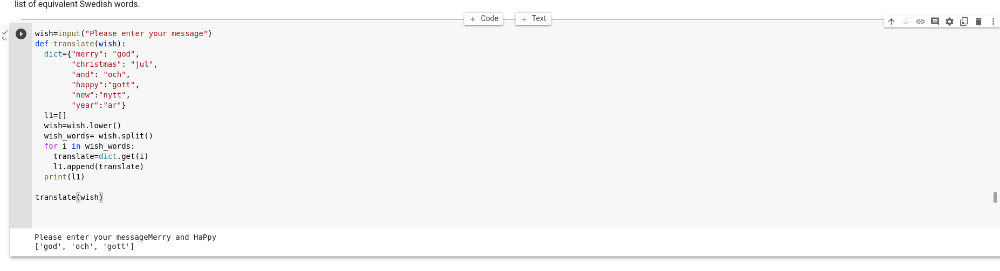 list of equivalent Swedish words.
+ Code + Text
9s
wish=input("Please enter your message")
def translate(wish):
  dict={"merry": "god",
        "christmas": "jul",
        "and": "och",
        "happy":"gott",
        "new":"nytt",
        "year":"ar"}
  l1=[]
  wish=wish.lower()
  wish_words= wish.split()
  for i in wish_words:
    translate=dict.get(i)
    l1.append(translate)
  print(l1)
translate(wish)
Please enter your messageMerry and HaPpy
['god', 'och', 'gott']